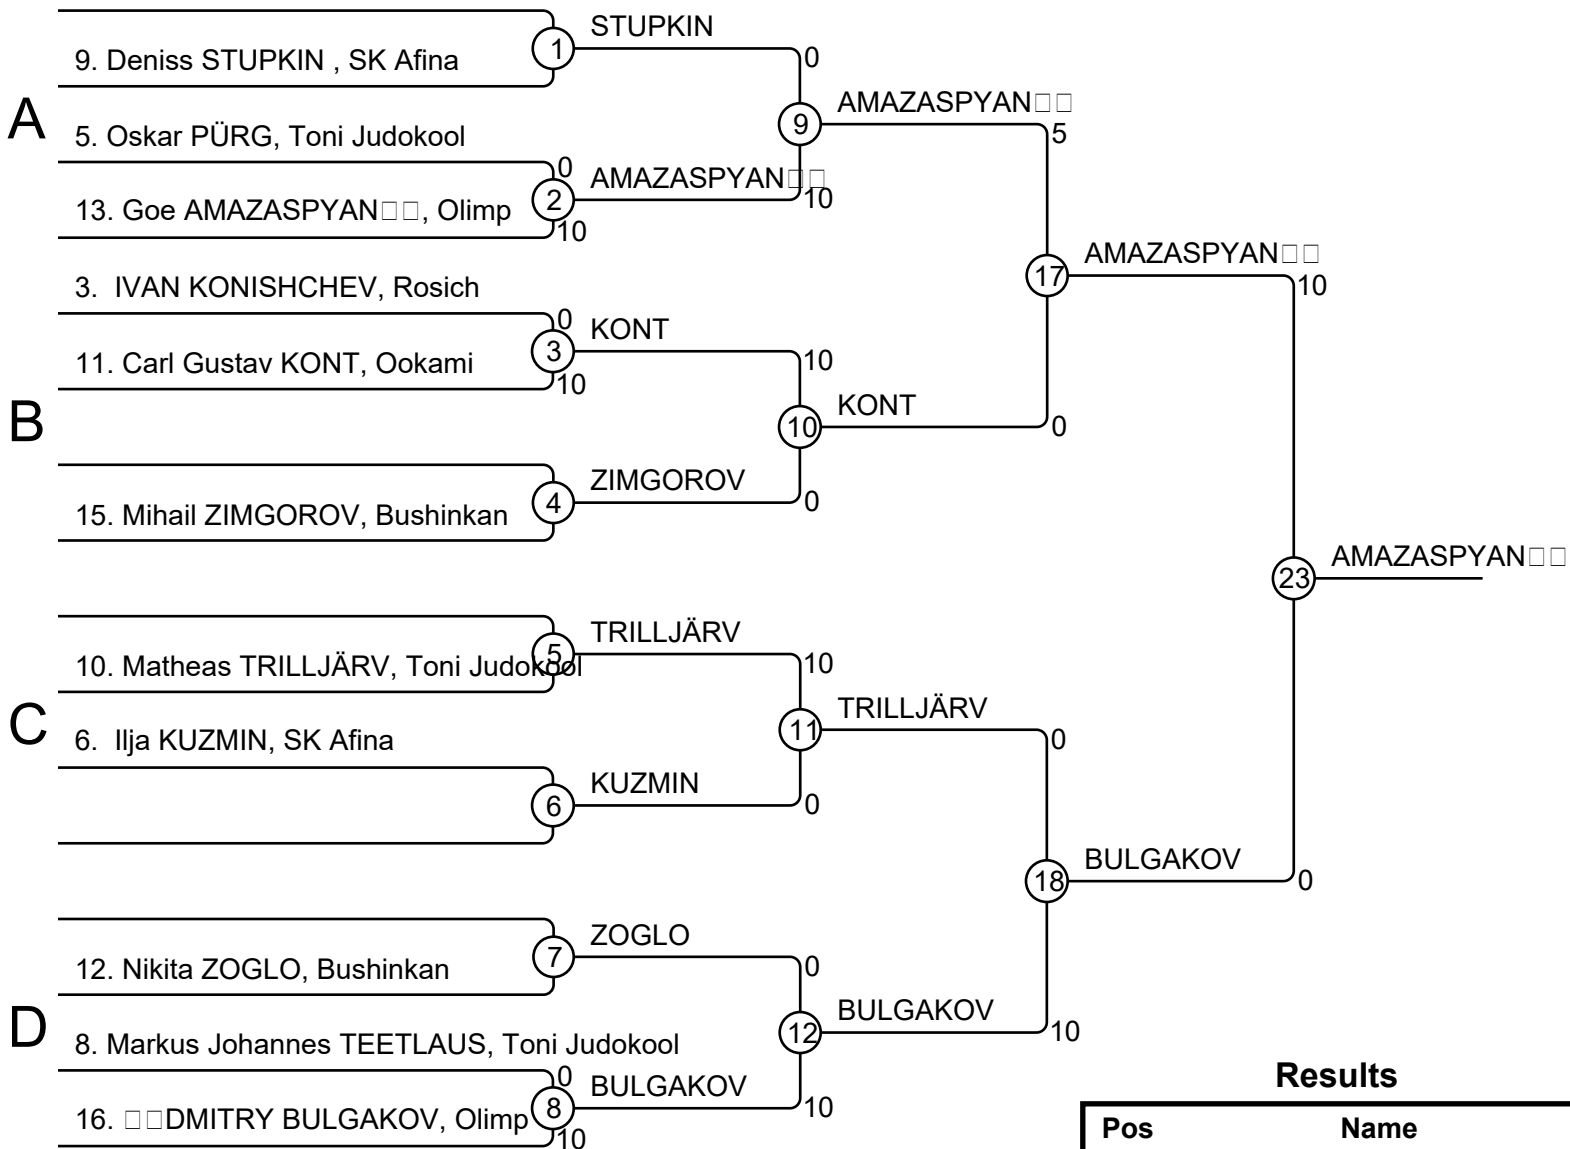 STUPKIN
9. Deniss STUPKIN , SK Afina
1
0
A
AMAZASPYAN□□
5. Oskar PÜRG, Toni Judokool
9
5
0
AMAZASPYAN□□
2
10
13. Goe AMAZASPYAN□□, Olimp
10
AMAZASPYAN□□
3. IVAN KONISHCHEV, Rosich
17
10
0
KONT
3
10
11. Carl Gustav KONT, Ookami
10
B
KONT
10
0
ZIMGOROV
4
0
15. Mihail ZIMGOROV, Bushinkan
AMAZASPYAN□□
23
TRILLJÄRV
5
10
10. Matheas TRILLJÄRV, Toni Judokool
C
TRILLJÄRV
6. Ilja KUZMIN, SK Afina
11
0
KUZMIN
6
0
BULGAKOV
18
0
ZOGLO
7
0
12. Nikita ZOGLO, Bushinkan
D
BULGAKOV
12
10
8. Markus Johannes TEETLAUS, Toni Judokool
0
BULGAKOV
8
10
16. □□DMITRY BULGAKOV, Olimp
10
Results
Pos Name